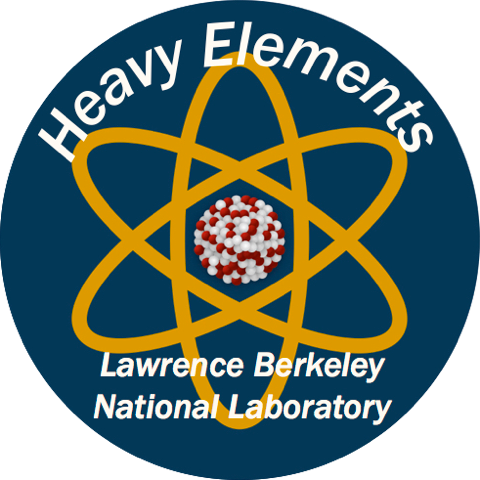 Heavy Elements
Lawrence Berkeley
National Laboratory